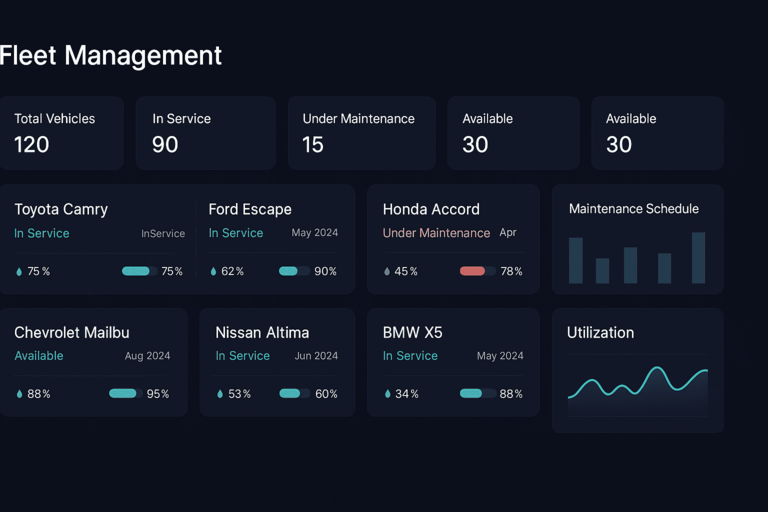 Fleet Management
Total Vehicles
120
In Service
90
Under Maintenance
15
Available
30
Available
30
Toyota Camry
In Service InService
75%  75%
Ford Escape
In Service May 2024
62%  90%
Honda Accord
Under Maintenance Apr
45%  78%
Maintenance Schedule
Chevrolet Mailbu
Available Aug 2024
88%  95%
Nissan Altima
In Service Jun 2024
53%  60%
BMW X5
In Service May 2024
34%  88%
Utilization